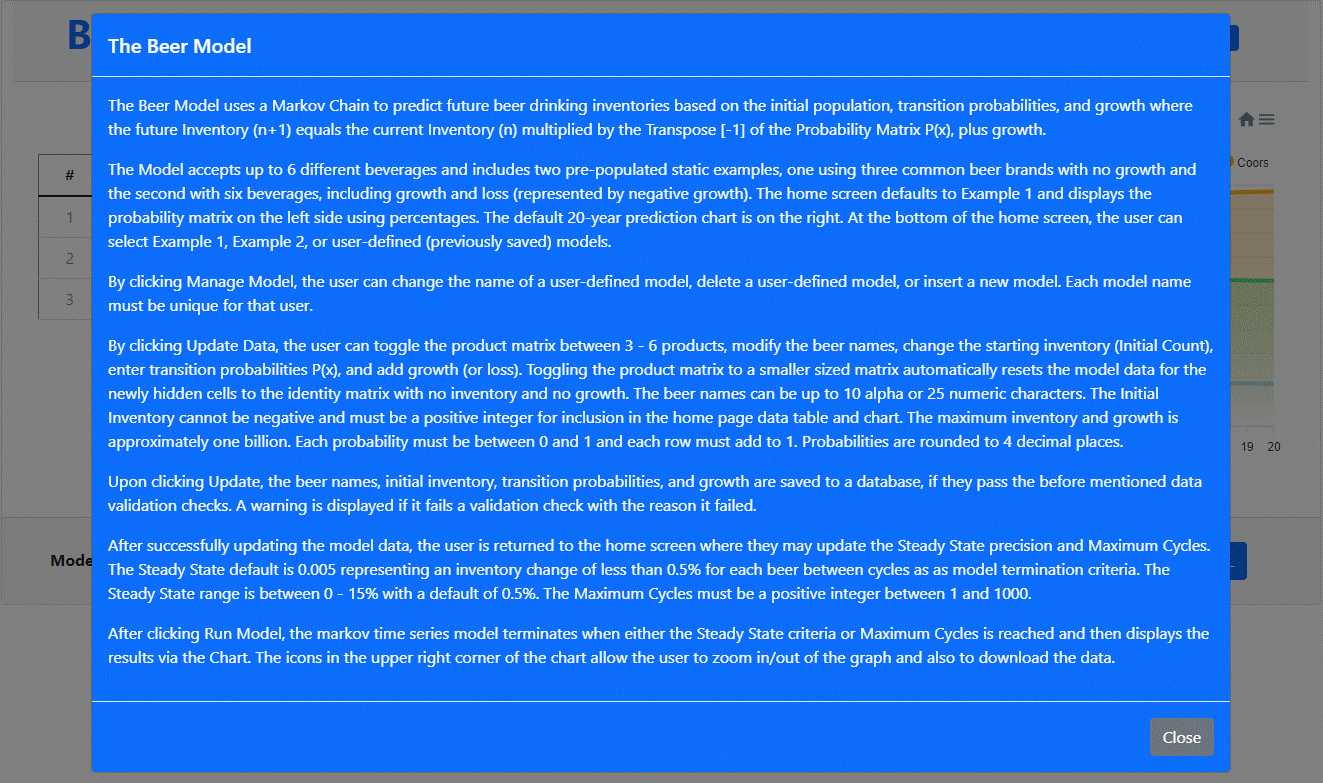 B
The Beer Model
The Beer Model uses a Markov Chain to predict future beer drinking inventories based on the initial population, transition probabilities, and growth where
the future Inventory (n+1) equals the current Inventory (n) multiplied by the Transpose [-1] of the Probability Matrix P(x), plus growth.
The Model accepts up to 6 different beverages and includes two pre-populated static examples, one using three common beer brands with no growth and
the second with six beverages, including growth and loss (represented by negative growth). The home screen defaults to Example 1 and displays the
probability matrix on the left side using percentages. The default 20-year prediction chart is on the right. At the bottom of the home screen, the user can
select Example 1, Example 2, or user-defined (previously saved) models.
By clicking Manage Model, the user can change the name of a user-defined model, delete a user-defined model, or insert a new model. Each model name
must be unique for that user.
By clicking Update Data, the user can toggle the product matrix between 3 - 6 products, modify the beer names, change the starting inventory (Initial Count),
enter transition probabilities P(x), and add growth (or loss). Toggling the product matrix to a smaller sized matrix automatically resets the model data for the
newly hidden cells to the identity matrix with no inventory and no growth. The beer names can be up to 10 alpha or 25 numeric characters. The Initial
Inventory cannot be negative and must be a positive integer for inclusion in the home page data table and chart. The maximum inventory and growth is
approximately one billion. Each probability must be between 0 and 1 and each row must add to 1. Probabilities are rounded to 4 decimal places.
Upon clicking Update, the beer names, initial inventory, transition probabilities, and growth are saved to a database, if they pass the before mentioned data
validation checks. A warning is displayed if it fails a validation check with the reason it failed.
After successfully updating the model data, the user is returned to the home screen where they may update the Steady State precision and Maximum Cycles.
The Steady State default is 0.005 representing an inventory change of less than 0.5% for each beer between cycles as as model termination criteria. The
Steady State range is between 0 - 15% with a default of 0.5%. The Maximum Cycles must be a positive integer between 1 and 1000.
After clicking Run Model, the markov time series model terminates when either the Steady State criteria or Maximum Cycles is reached and then displays the
results via the Chart. The icons in the upper right corner of the chart allow the user to zoom in/out of the graph and also to download the data.
Close
#
1
2
3
Coors
19 20
Mode